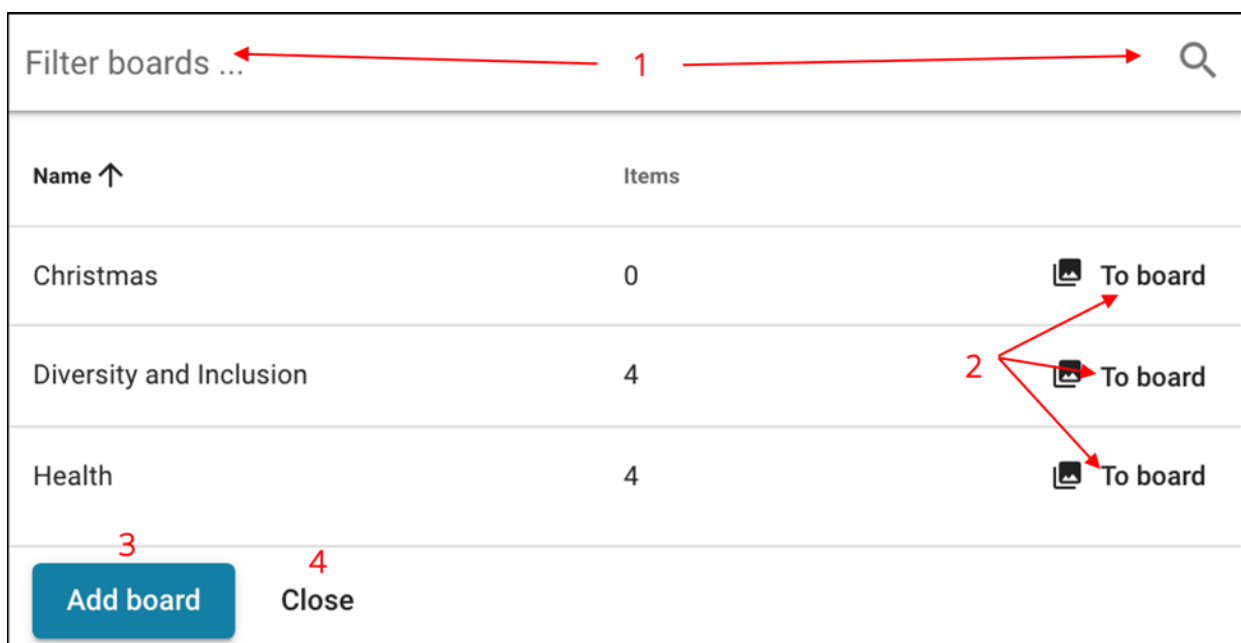 Filter boards ... 1
Name Items
Christmas 0 To board
Diversity and Inclusion 4 2 To board
Health 4 To board
3 4
Add board Close